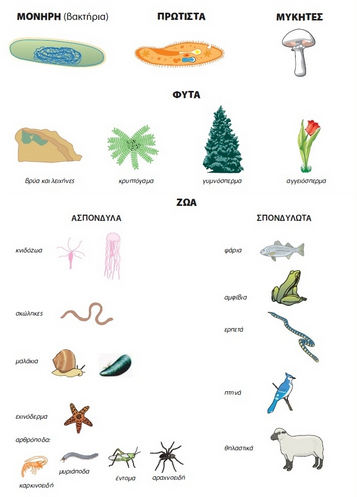 ΜΟΝΗΡΗ (βακτήρια) ΠΡΩΤΙΣΤΑ ΜΥΚΗΤΕΣ
ΦΥΤΑ
βρύα και λειχήνες κρυπτόγαμα γυμνόσπερμα αγγειόσπερμα
ΖΩΑ
ΑΣΠΟΝΔΥΛΑ ΣΠΟΝΔΥΛΩΤΑ
κνιδόζωα ψάρια
αμφίβια
σκώληκες
ερπετά
μαλάκια
πτηνά
εχινόδερμα
αρθρόποδα:
θηλαστικά
μυριάποδα έντομα αραχνοειδή
καρκινοειδή